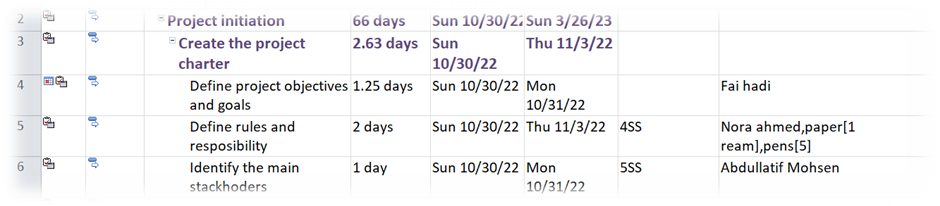 2 Project initiation 66 days Sun 10/30/22 Sun 3/26/23
3 Create the project 2.63 days Sun Thu 11/3/22
charter 10/30/22
4 Define project objectives 1.25 days Sun 10/30/22 Mon Fai hadi
and goals 10/31/22
5 Define rules and 2 days Sun 10/30/22 Thu 11/3/22 4SS Nora ahmed,paper[1
resposibility ream],pens[5]
6 Identify the main 1 day Sun 10/30/22 Mon 5SS Abdullatif Mohsen
stackhoders 10/31/22